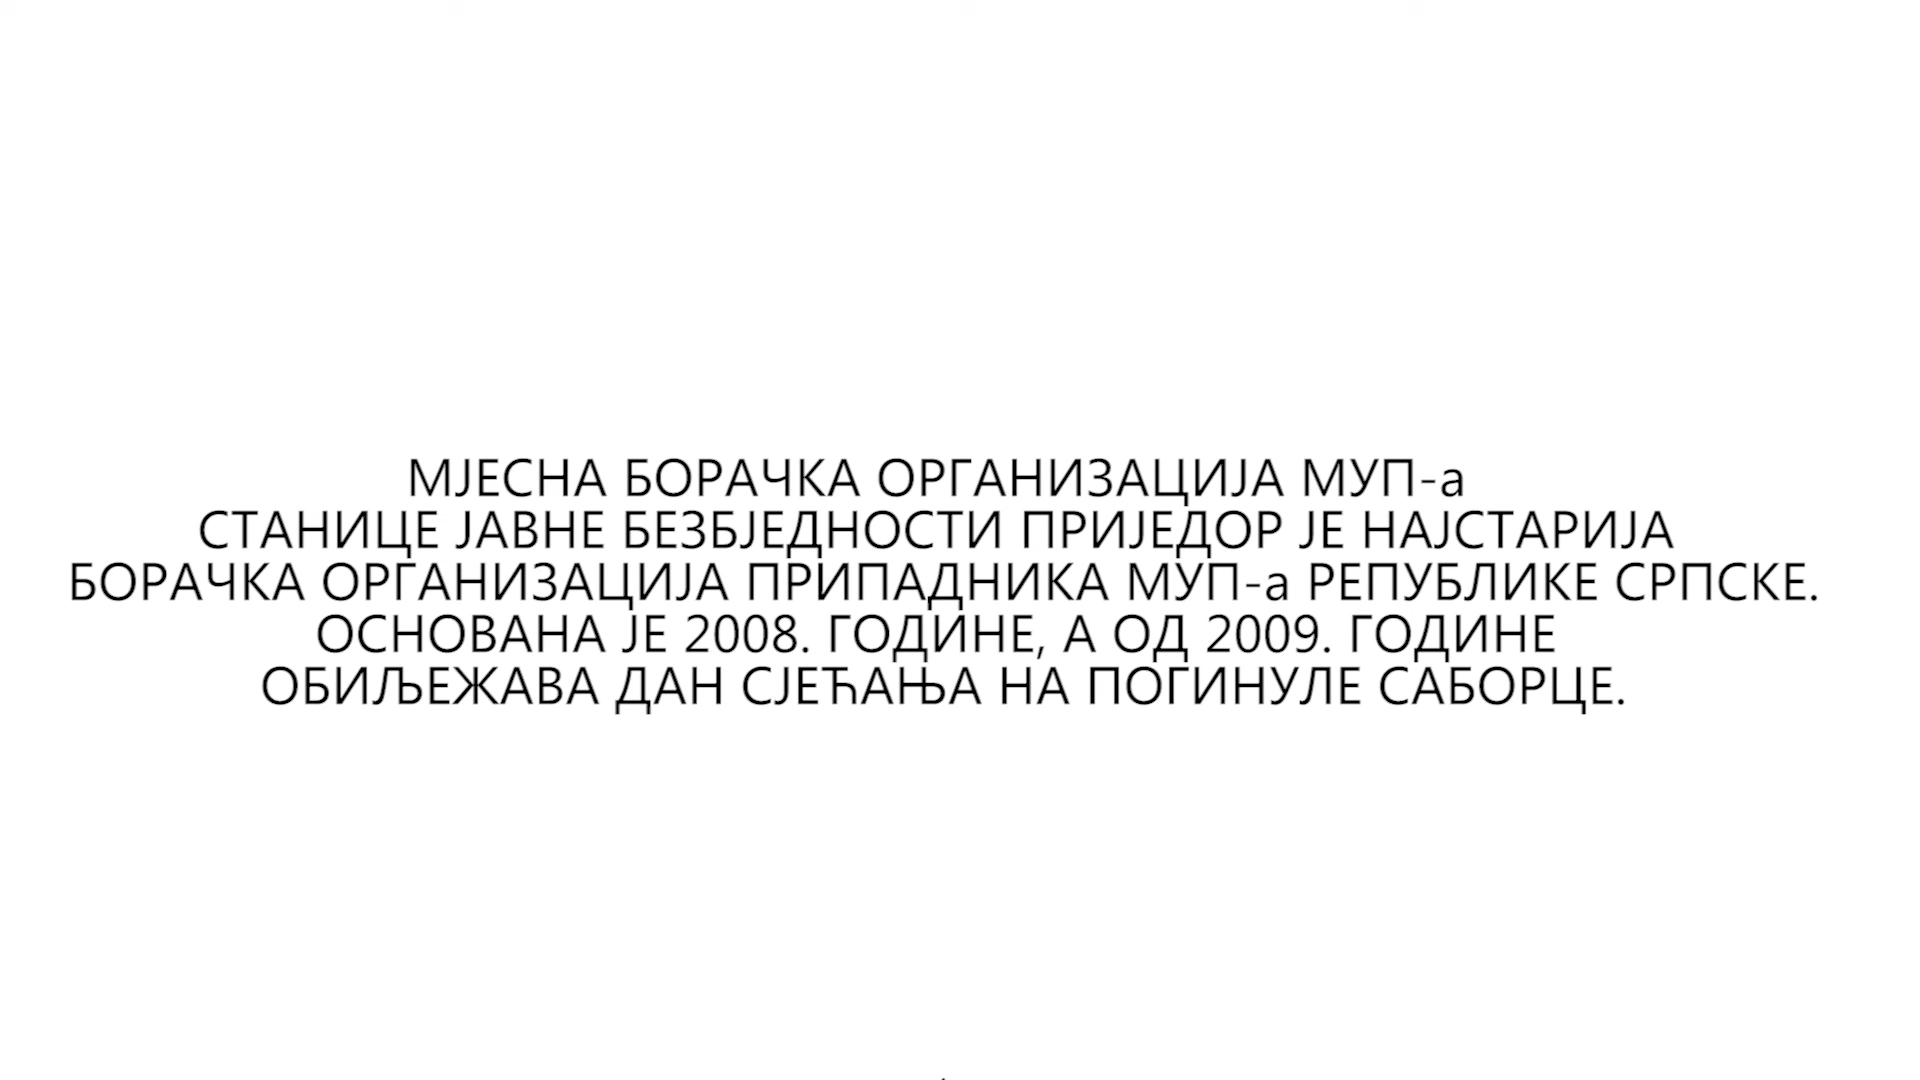 МЈЕСНА БОРАЧКА ОРГАНИЗАЦИЈА МУП-а
СТАНИЦЕ ЈАВНЕ БЕЗБЈЕДНОСТИ ПРИЈЕДОР ЈЕ НАЈСТАРИЈА
БОРАЧКА ОРГАНИЗАЦИЈА ПРИПАДНИКА МУП-а РЕПУБЛИКЕ СРПСКЕ.
ОСНОВАНА ЈЕ 2008. ГОДИНЕ, А ОД 2009. ГОДИНЕ
ОБИЉЕЖАВА ДАН СЈЕЋАЊА НА ПОГИНУЛЕ САБОРЦЕ.